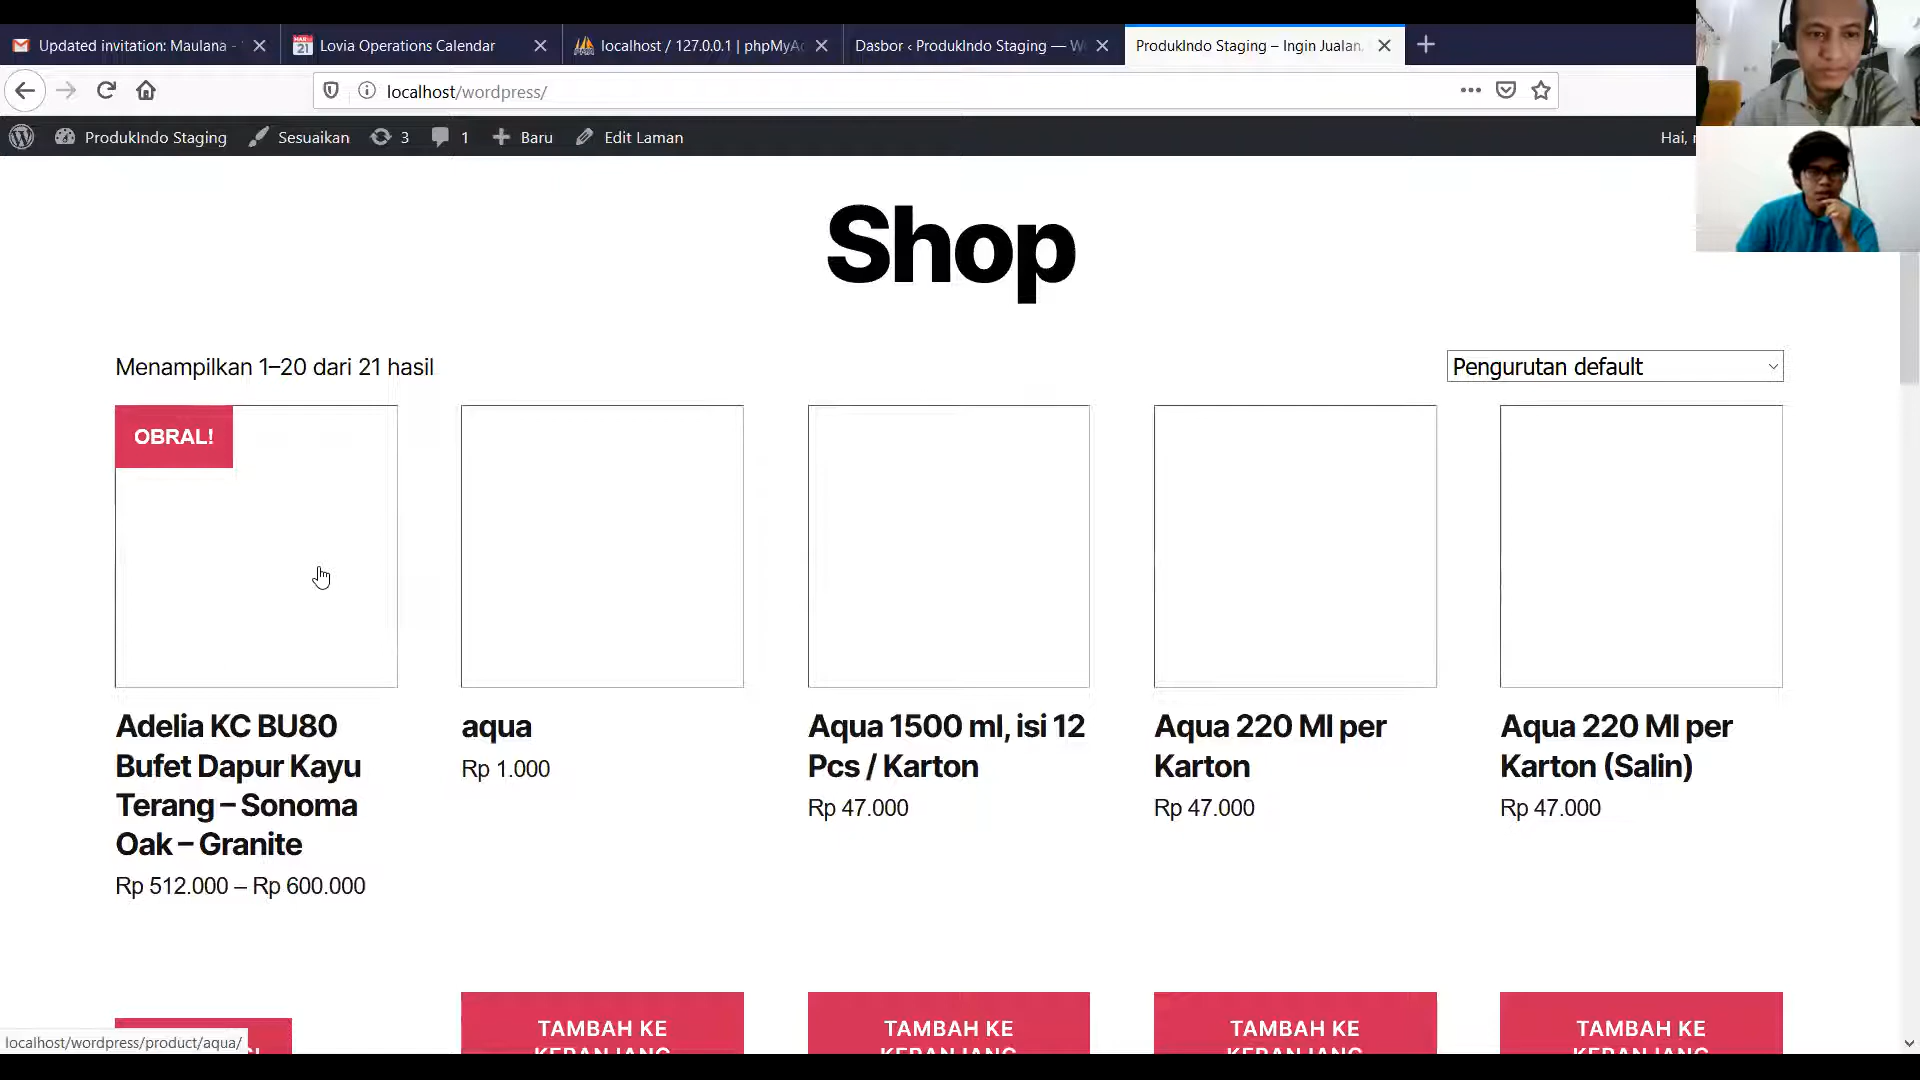 Updated invitation: Maulana -
Lovia Operations Calendar
localhost / 127.0.0.1 | phpMyAc
Dasbor ‹ ProdukIndo Staging — W
ProdukIndo Staging – Ingin Jualan,
localhost/wordpress/
ProdukIndo Staging
Sesuaikan
3
1
Baru
Edit Laman
Hai,
Shop
Menampilkan 1–20 dari 21 hasil
Pengurutan default
OBRAL!
Adelia KC BU80
Bufet Dapur Kayu
Terang – Sonoma
Oak – Granite
Rp 512.000 – Rp 600.000
aqua
Rp 1.000
Aqua 1500 ml, isi 12
Pcs / Karton
Rp 47.000
Aqua 220 Ml per
Karton
Rp 47.000
Aqua 220 Ml per
Karton (Salin)
Rp 47.000
TAMBAH KE
KERANJANG
TAMBAH KE
KERANJANG
TAMBAH KE
KERANJANG
TAMBAH KE
KERANJANG
localhost/wordpress/product/aqua/